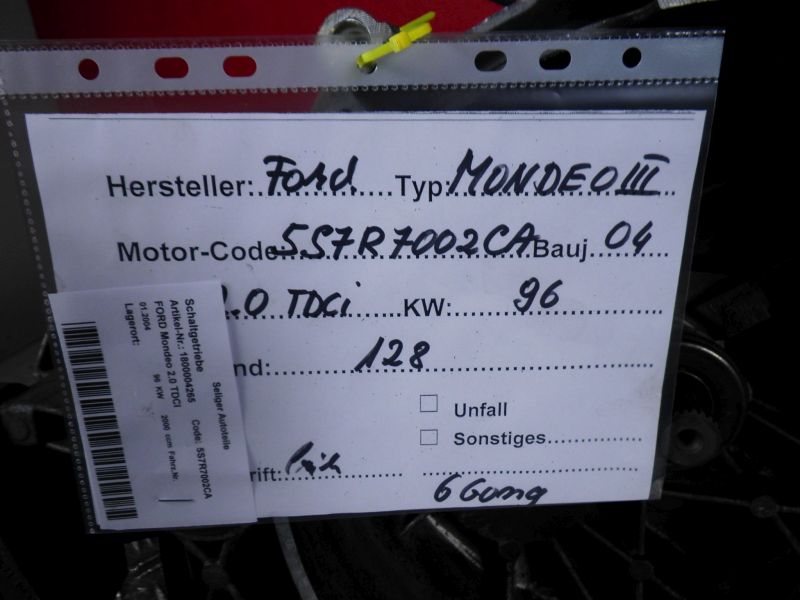 Hersteller: Ford Typ: MONDEO III
Motor-Code: 5S7R7002CA Bauj. 04
.0 TDCi KW: 96
nd: 128
Unfall
Sonstiges
rift:
6 Gang
Seliger Autoteile
Schaltgetriebe
Artikel-Nr.: 1800004265 Code: 5S7R7002CA
FORD Mondeo 2,0 TDCI
01.2004 96 KW 2000 ccm Fahrz.Nr.
Lagerort: